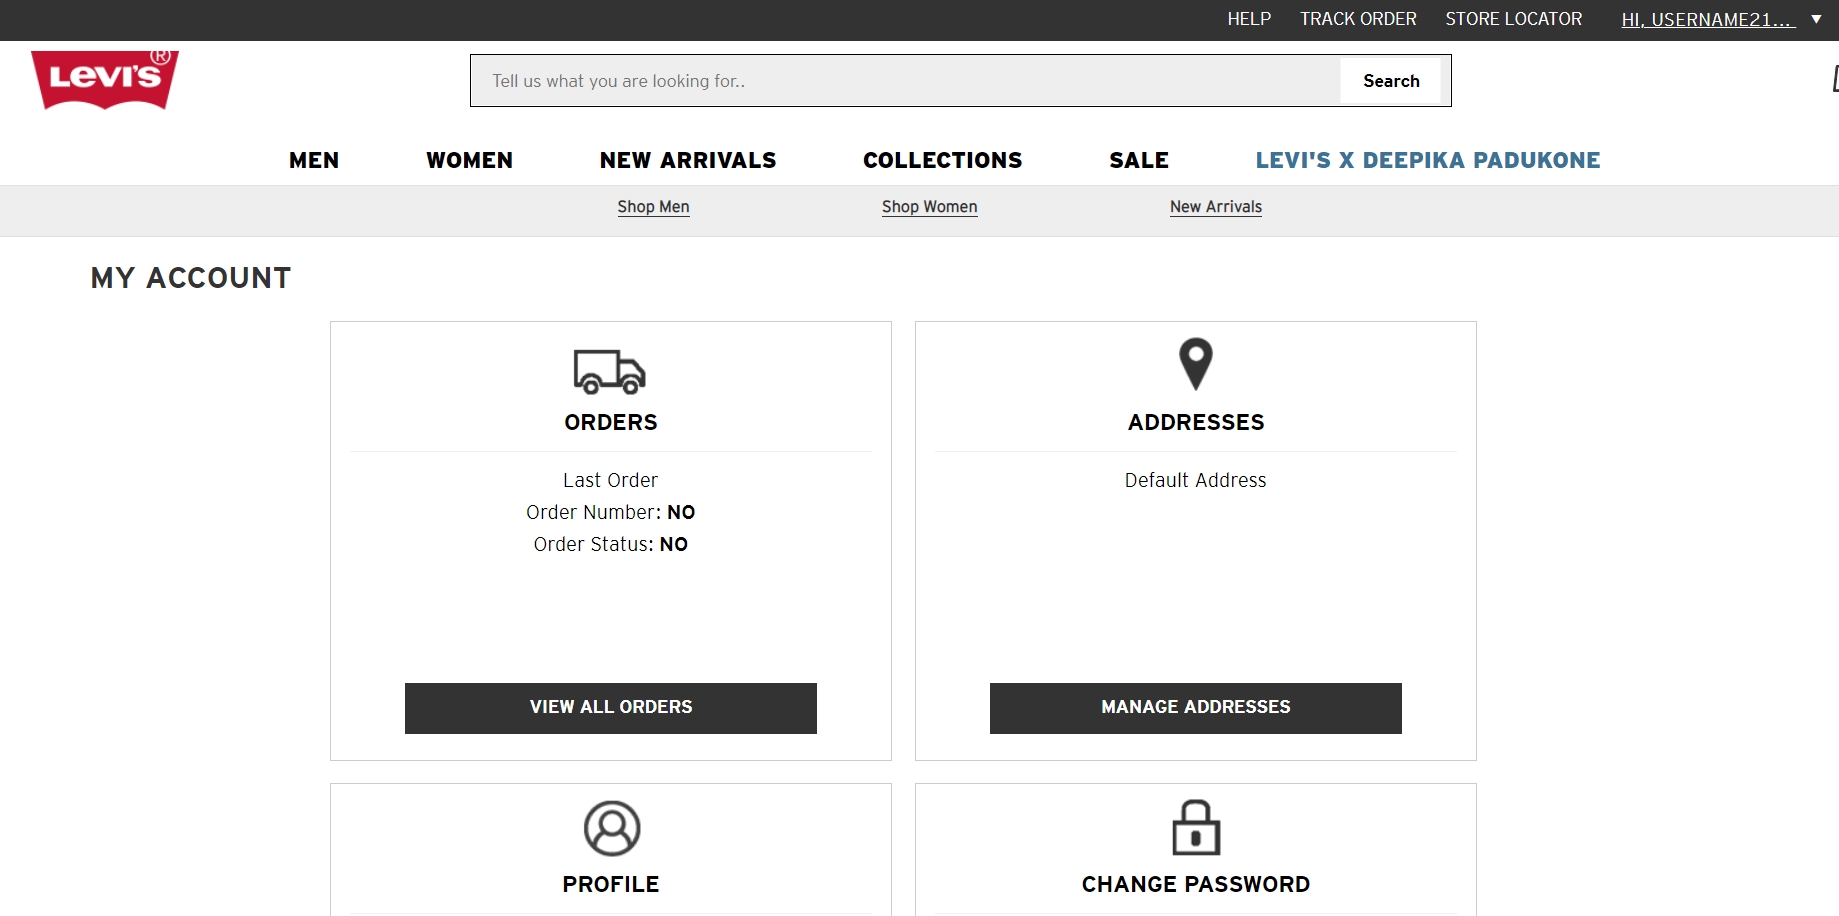 HELP TRACK ORDER STORE LOCATOR HI, USERNAME21... ▼
LEVI'S®
Tell us what you are looking for.. Search
MEN WOMEN NEW ARRIVALS COLLECTIONS SALE LEVI'S X DEEPIKA PADUKONE
Shop Men Shop Women New Arrivals
MY ACCOUNT
ORDERS
Last Order
Order Number: NO
Order Status: NO
VIEW ALL ORDERS
ADDRESSES
Default Address
MANAGE ADDRESSES
PROFILE
CHANGE PASSWORD